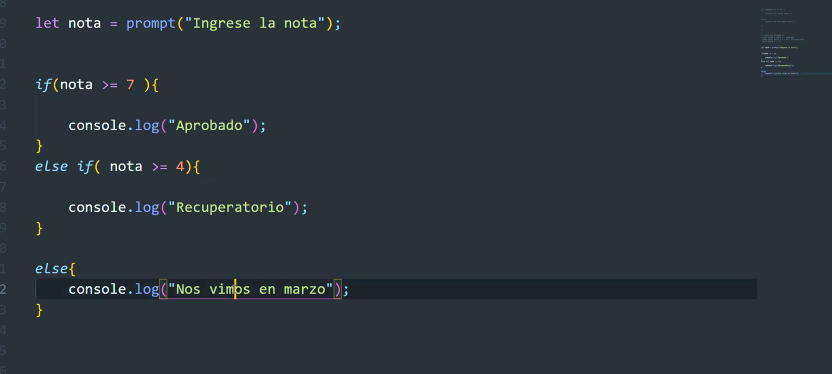 let nota = prompt("Ingrese la nota");
if(nota >= 7 ){
console.log("Aprobado");
}
else if( nota >= 4){
console.log("Recuperatorio");
}
else{
console.log("Nos vimos en marzo");
}